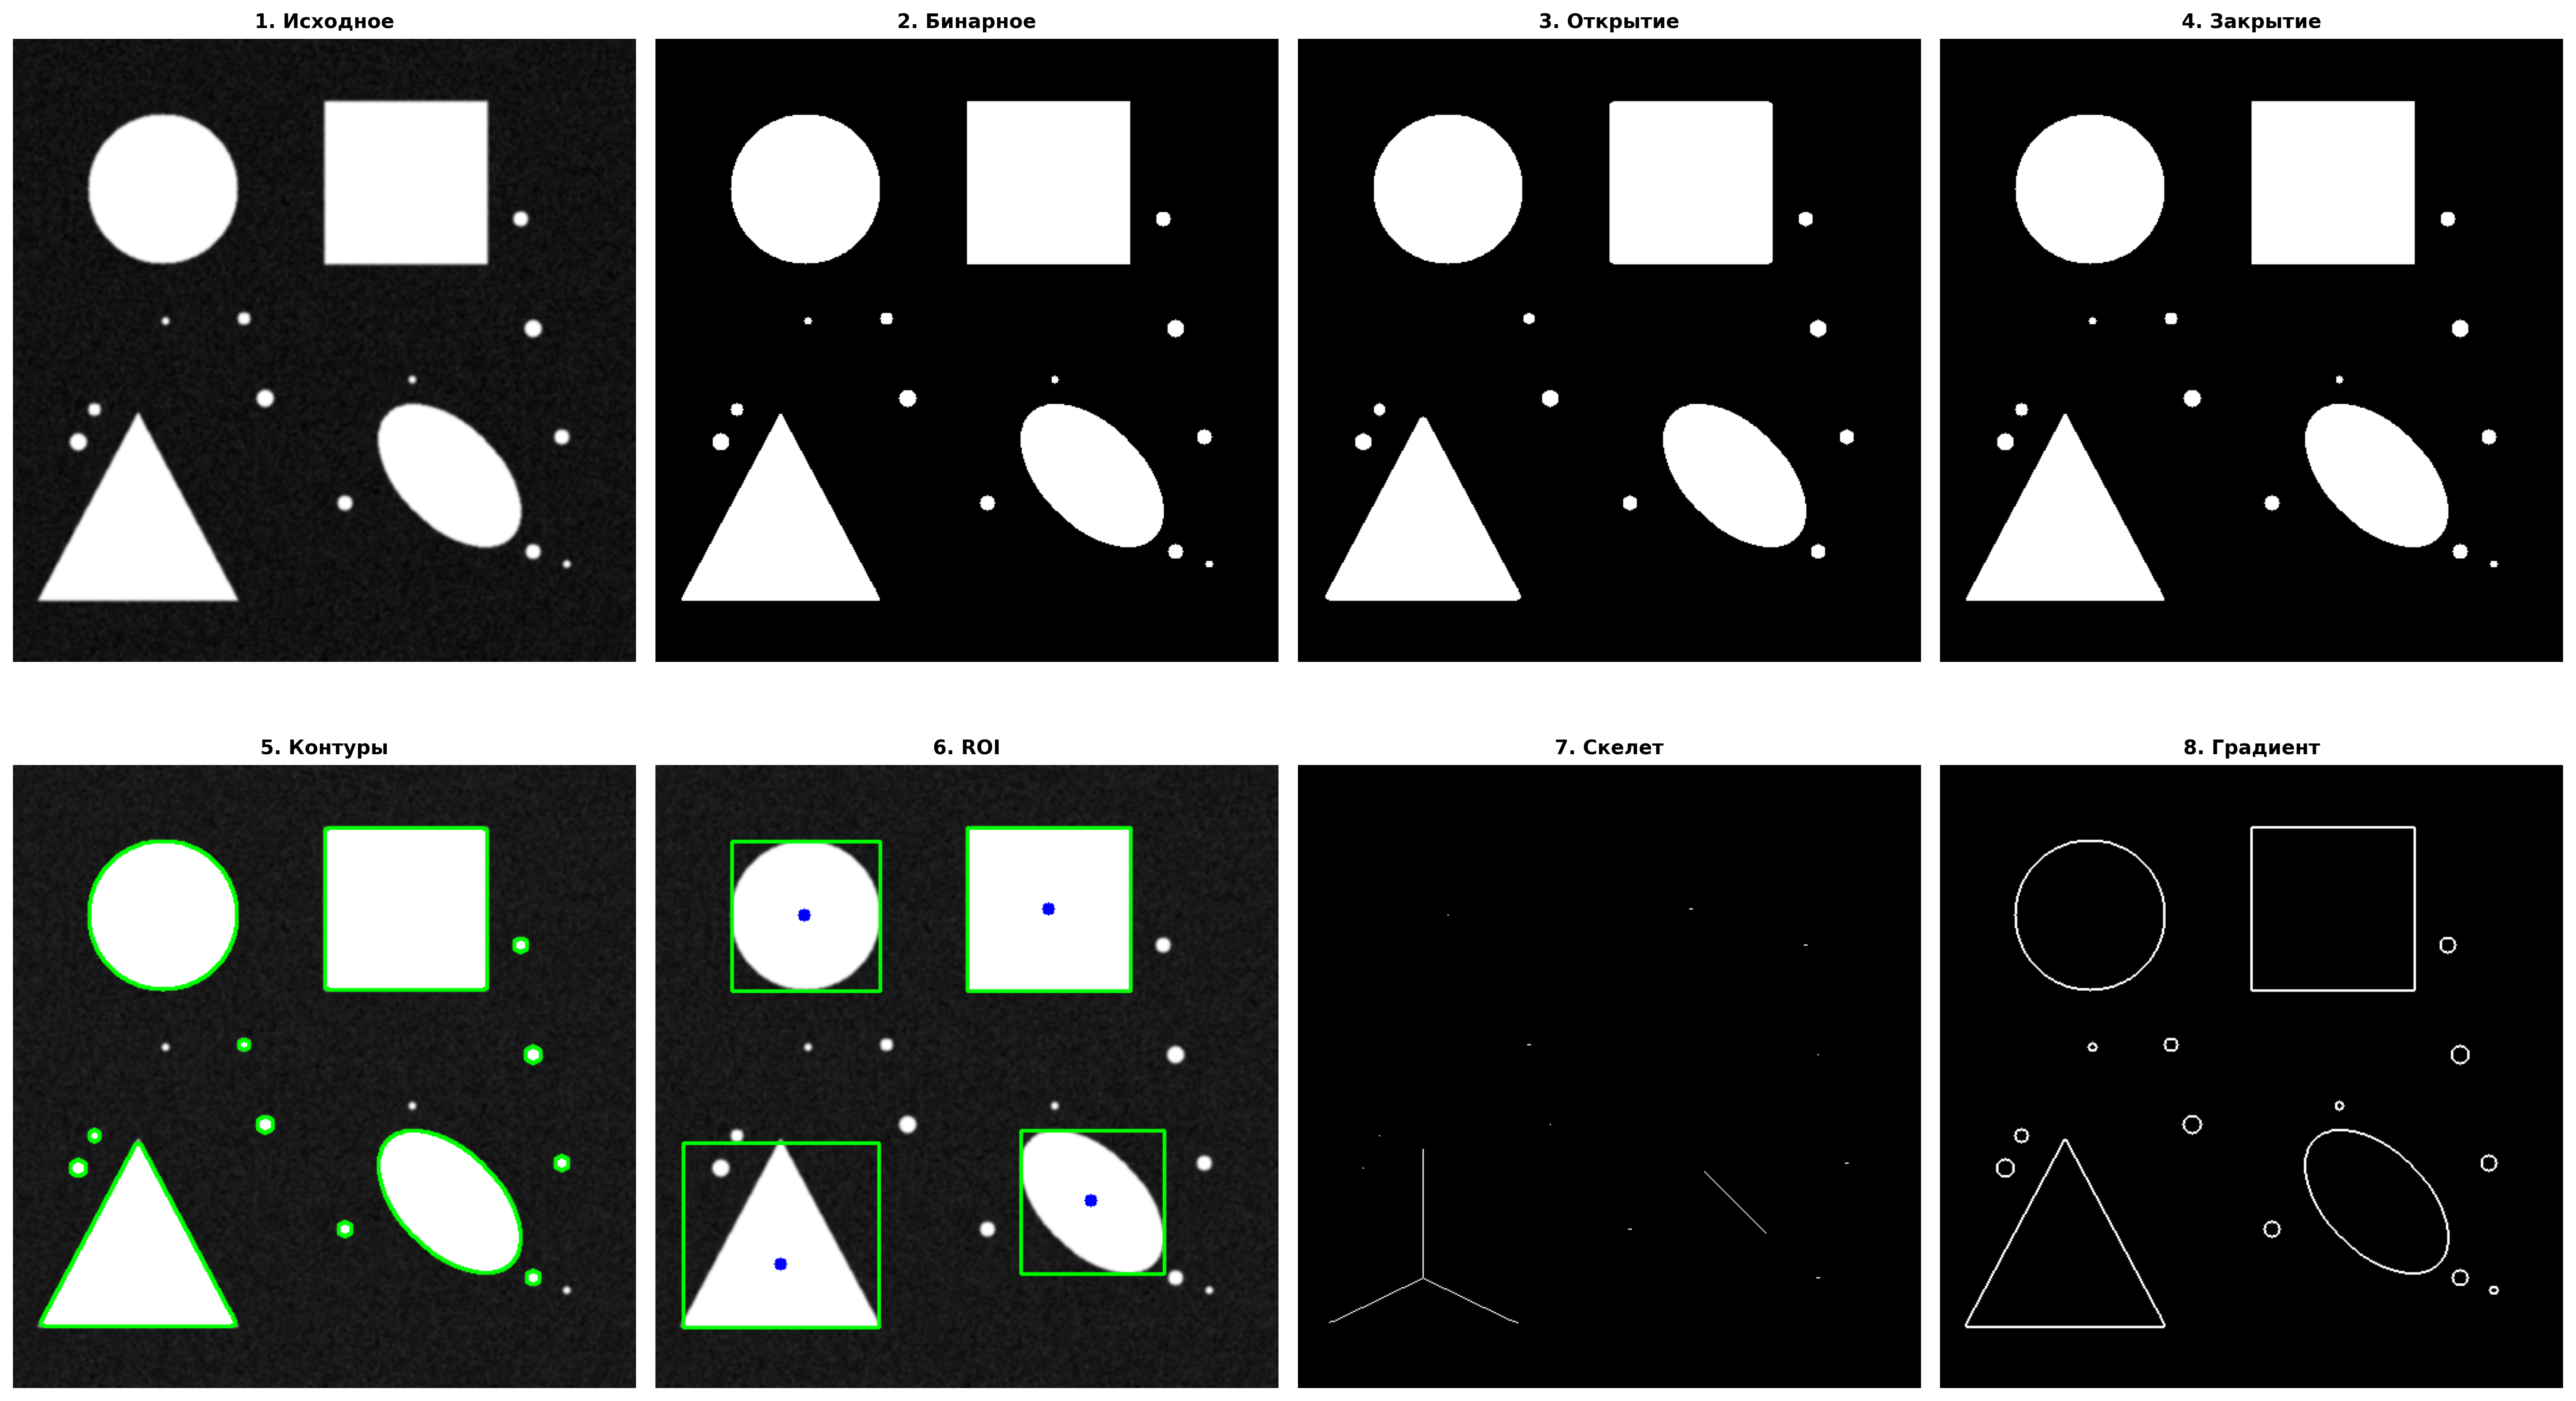 1. Исходное
2. Бинарное
3. Открытие
4. Закрытие
5. Контуры
6. ROI
7. Скелет
8. Градиент